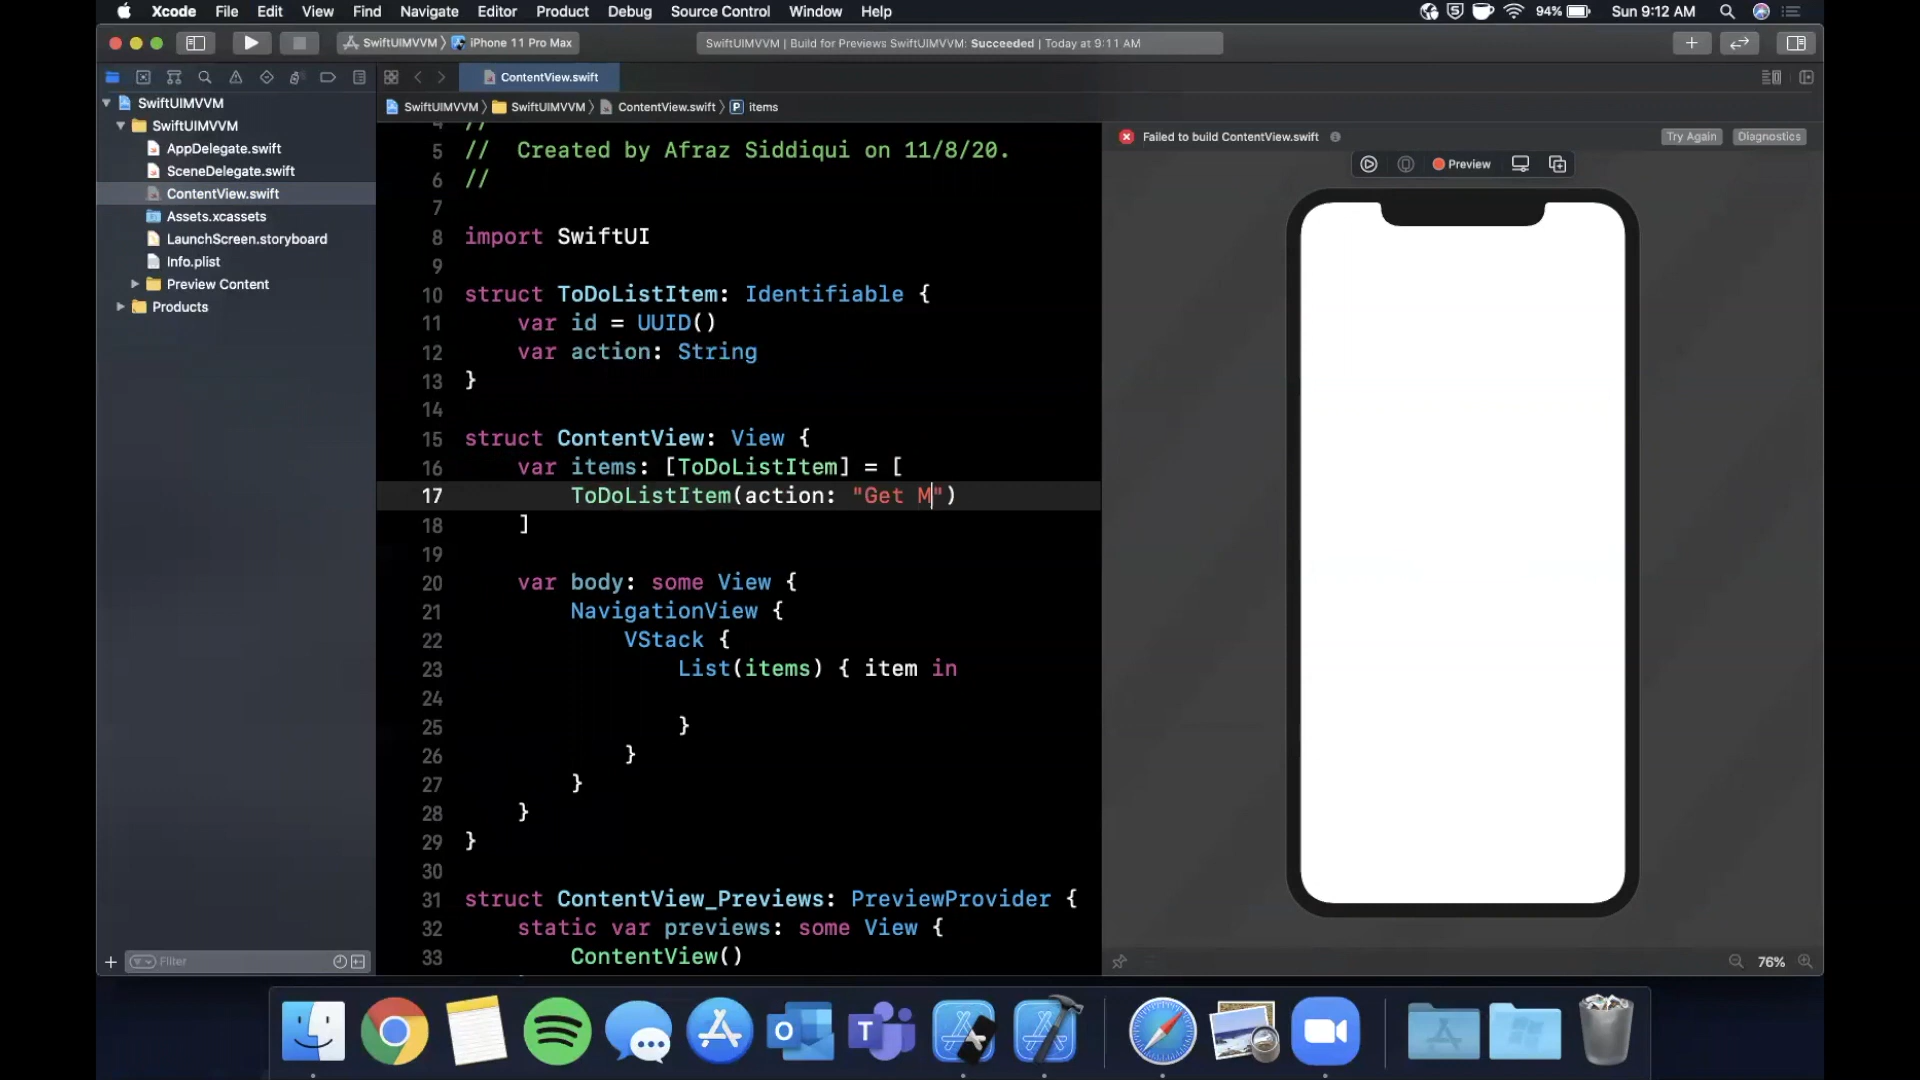 Xcode File Edit View Find Navigate Editor Product Debug Source Control Window Help
94% Sun 9:12 AM
SwiftUIMVVM iPhone 11 Pro Max
SwiftUIMVVM | Build for Previews SwiftUIMVVM: Succeeded | Today at 9:11 AM
ContentView.swift
SwiftUIMVVM SwiftUIMVVM ContentView.swift P items
SwiftUIMVVM
SwiftUIMVVM
AppDelegate.swift
SceneDelegate.swift
ContentView.swift
Assets.xcassets
LaunchScreen.storyboard
Info.plist
Preview Content
Products
Filter
4 //
5 // Created by Afraz Siddiqui on 11/8/20.
6 //
7
8 import SwiftUI
9
10 struct ToDoListItem: Identifiable {
11 var id = UUID()
12 var action: String
13 }
14
15 struct ContentView: View {
16 var items: [ToDoListItem] = [
17 ToDoListItem(action: "Get M")
18 ]
19
20 var body: some View {
21 NavigationView {
22 VStack {
23 List(items) { item in
24
25 }
26 }
27 }
28 }
29 }
30
31 struct ContentView_Previews: PreviewProvider {
32 static var previews: some View {
33 ContentView()
Failed to build ContentView.swift
Try Again Diagnostics
Preview
76%